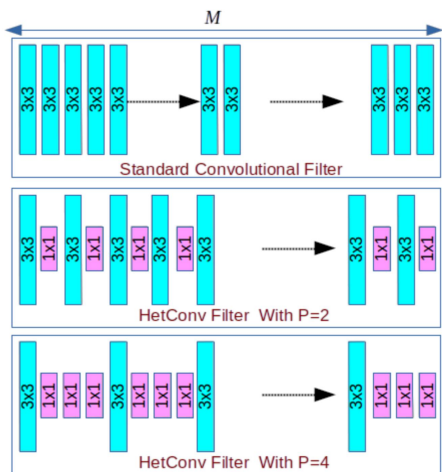 M
3x3 3x3 3x3 3x3 3x3 3x3 3x3 3x3 3x3 3x3
Standard Convolutional Filter
3x3 1x1 3x3 1x1 3x3 1x1 3x3 1x1 3x3 3x3 1x1 3x3 1x1
HetConv Filter With P=2
3x3 1x1 1x1 1x1 3x3 1x1 1x1 1x1 3x3 3x3 1x1 1x1 1x1
HetConv Filter With P=4